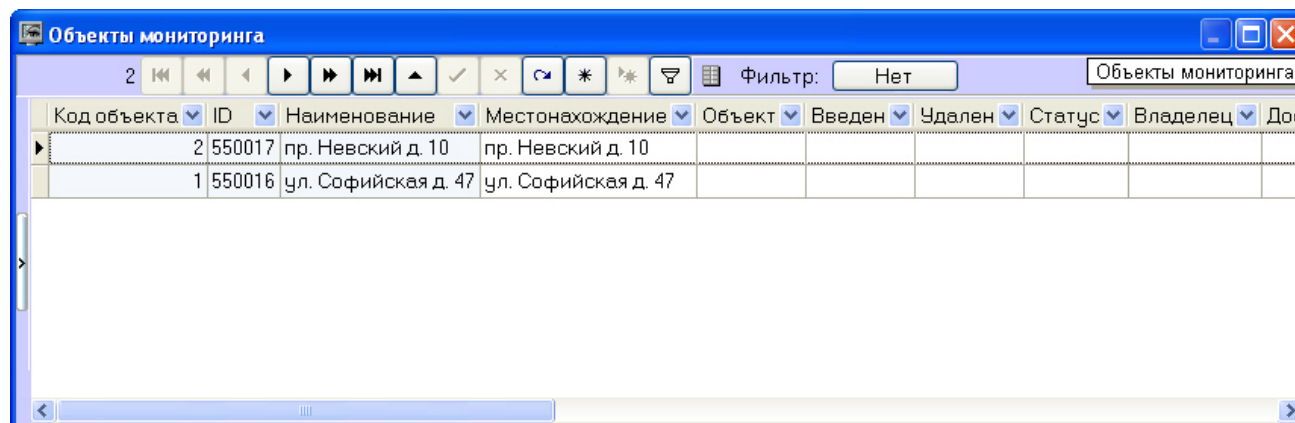 Объекты мониторинга
2 Фильтр: Нет Объекты мониторинга
Код объекта ID Наименование Местонахождение Объект Введен Удален Статус Владелец
2 550017 пр. Невский д. 10 пр. Невский д. 10
1 550016 ул. Софийская д. 47 ул. Софийская д. 47